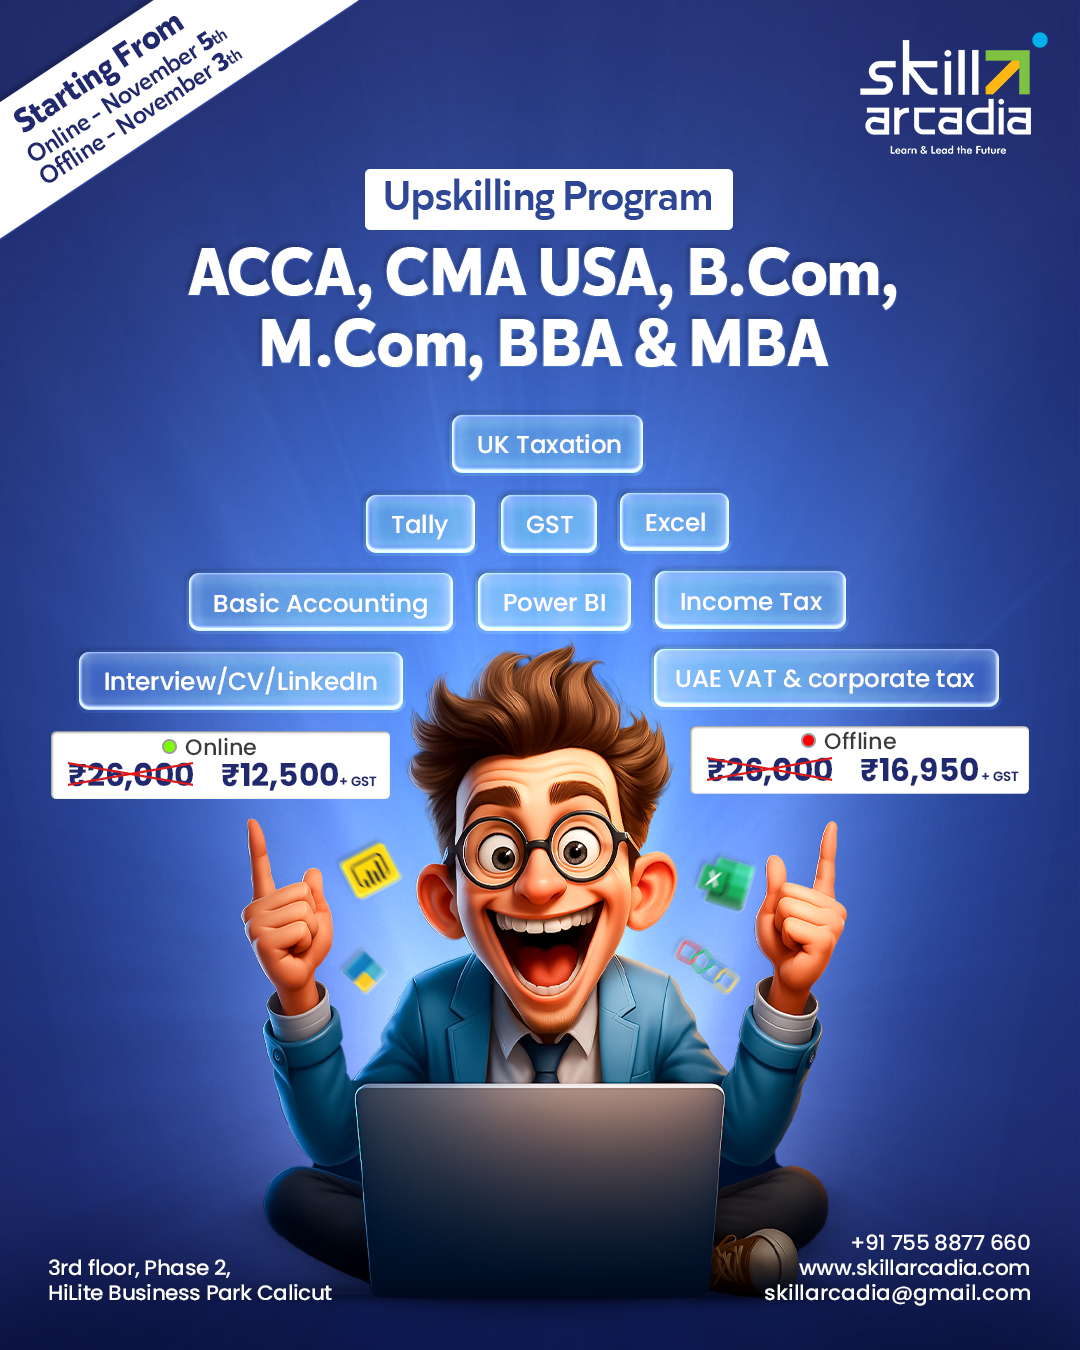 Starting From
Online - November 5th
Offline - November 3th
skill
arcadia
Learn & Lead the Future
Upskilling Program
ACCA, CMA USA, B.Com,
M.Com, BBA & MBA
UK Taxation
Tally
GST
Excel
Basic Accounting
Power BI
Income Tax
Interview/CV/LinkedIn
UAE VAT & corporate tax
Online
₹26,000 ₹12,500 + GST
Offline
₹26,000 ₹16,950 + GST
X
3rd floor, Phase 2,
HiLite Business Park Calicut
+91 755 8877 660
www.skillarcadia.com
skillarcadia@gmail.com